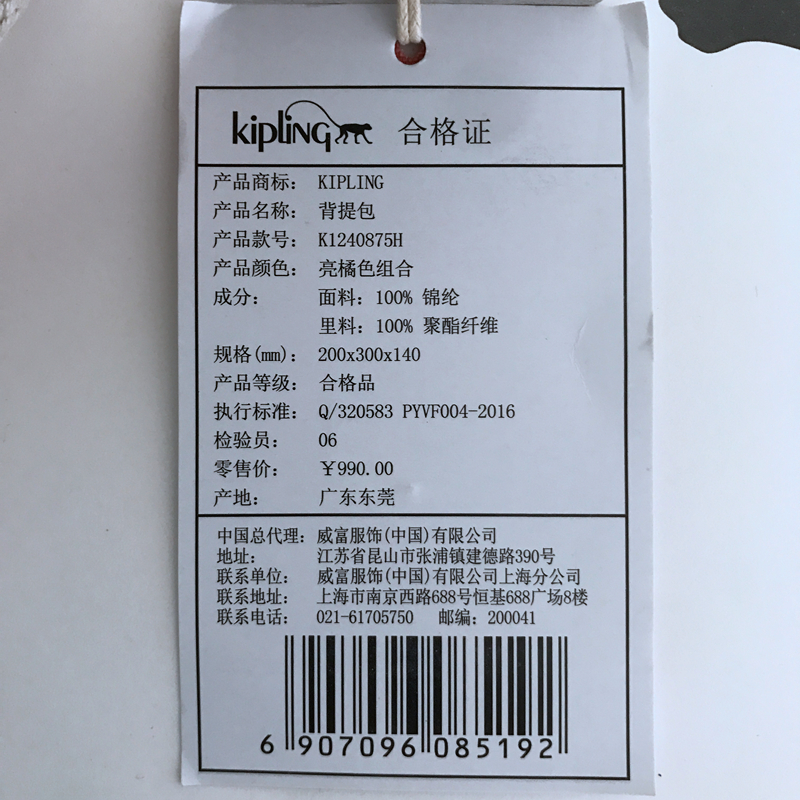 kipling 合格证
产品商标： KIPLING
产品名称： 背提包
产品款号： K1240875H
产品颜色： 亮橘色组合
成分： 面料：100% 锦纶
里料：100% 聚酯纤维
规格(mm)： 200x300x140
产品等级： 合格品
执行标准： Q/320583 PYVF004-2016
检验员： 06
零售价： ￥990.00
产地： 广东东莞
中国总代理：威富服饰(中国)有限公司
地址： 江苏省昆山市张浦镇建德路390号
联系单位： 威富服饰(中国)有限公司上海分公司
联系地址： 上海市南京西路688号恒基688广场8楼
联系电话： 021-61705750 邮编：200041
6 907096 085192